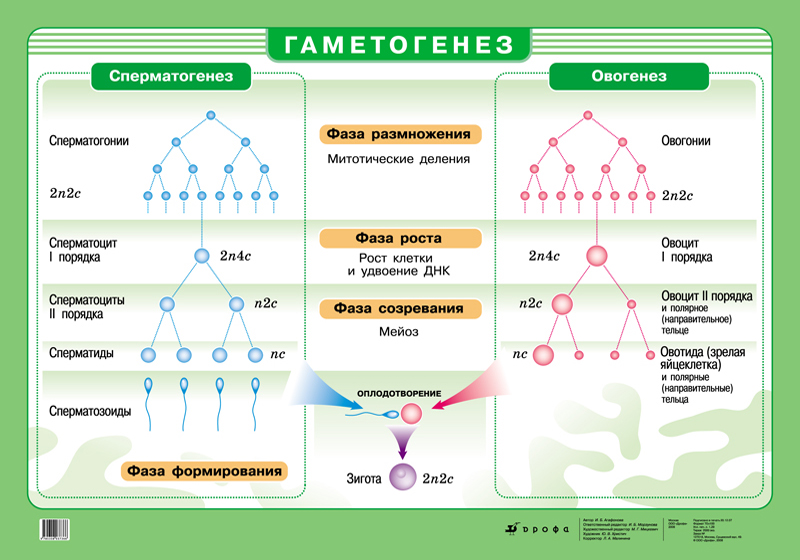 ГАМЕТОГЕНЕЗ
Сперматогенез
Овогенез
Сперматогонии
2n2c
Фаза размножения
Митотические деления
Овогонии
2n2c
Сперматоцит
I порядка
2n4c
Фаза роста
Рост клетки
и удвоение ДНК
2n4c
Овоцит
I порядка
Сперматоциты
II порядка
n2c
Фаза созревания
Мейоз
n2c
Овоцит II порядка
и полярное
(направительное)
тельце
Сперматиды
nc
nc
Овотида (зрелая
яйцеклетка)
и полярные
(направительные)
тельца
Сперматозоиды
ОПЛОДОТВОРЕНИЕ
Фаза формирования
Зигота
2n2c
дрофа